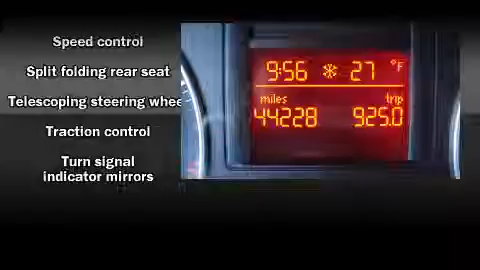 Speed control
Split folding rear seat
Telescoping steering whee
Traction control
Turn signal
indicator mirrors
9:56 27 °F
miles trip
44228 925.0